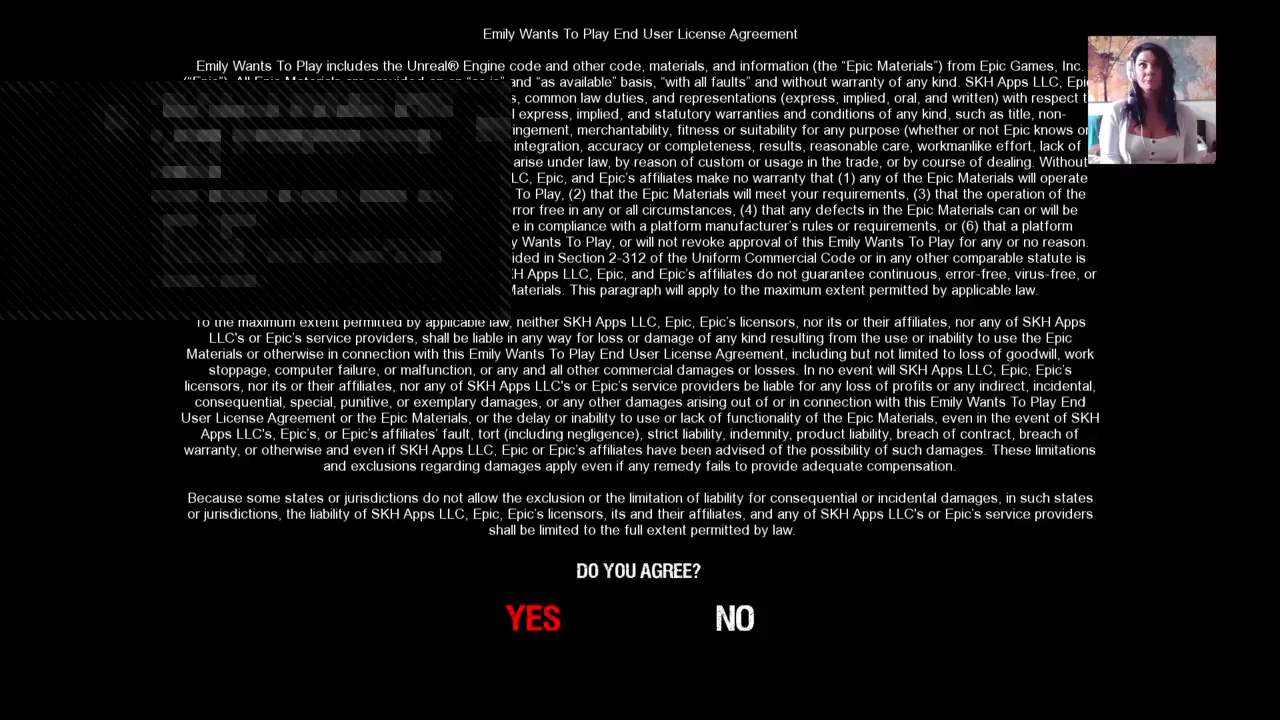 Emily Wants To Play End User License Agreement
Emily Wants To Play includes the Unreal® Engine code and other code, materials, and information (the “Epic Materials”) from Epic Games, Inc.
(“Epic”). All Epic Materials are provided on an “as is” and “as available” basis, “with all faults” and without warranty of any kind. SKH Apps LLC, Epic
common law duties, and representations (express, implied, oral, and written) with respect
express, implied, and statutory warranties and conditions of any kind, such as title, non-
merchantability, fitness or suitability for any purpose (whether or not Epic knows or
integration, accuracy or completeness, results, reasonable care, workmanlike effort, lack of
arise under law, by reason of custom or usage in the trade, or by course of dealing. Without
LC, Epic, and Epic’s affiliates make no warranty that (1) any of the Epic Materials will operate
To Play, (2) that the Epic Materials will meet your requirements, (3) that the operation of the
rror free in any or all circumstances, (4) that any defects in the Epic Materials can or will be
e in compliance with a platform manufacturer’s rules or requirements, or (6) that a platform
y Wants To Play, or will not revoke approval of this Emily Wants To Play for any or no reason.
ided in Section 2-312 of the Uniform Commercial Code or in any other comparable statute is
KH Apps LLC, Epic, and Epic’s affiliates do not guarantee continuous, error-free, virus-free, or
Materials. This paragraph will apply to the maximum extent permitted by applicable law.
To the maximum extent permitted by applicable law, neither SKH Apps LLC, Epic, Epic’s licensors, nor its or their affiliates, nor any of SKH Apps
LLC's or Epic’s service providers, shall be liable in any way for loss or damage of any kind resulting from the use or inability to use the Epic
Materials or otherwise in connection with this Emily Wants To Play End User License Agreement, including but not limited to loss of goodwill, work
stoppage, computer failure, or malfunction, or any and all other commercial damages or losses. In no event will SKH Apps LLC, Epic, Epic’s
licensors, nor its or their affiliates, nor any of SKH Apps LLC's or Epic’s service providers be liable for any loss of profits or any indirect, incidental,
consequential, special, punitive, or exemplary damages, or any other damages arising out of or in connection with this Emily Wants To Play End
User License Agreement or the Epic Materials, or the delay or inability to use or lack of functionality of the Epic Materials, even in the event of SKH
Apps LLC's, Epic’s, or Epic’s affiliates’ fault, tort (including negligence), strict liability, indemnity, product liability, breach of contract, breach of
warranty, or otherwise and even if SKH Apps LLC, Epic or Epic’s affiliates have been advised of the possibility of such damages. These limitations
and exclusions regarding damages apply even if any remedy fails to provide adequate compensation.
Because some states or jurisdictions do not allow the exclusion or the limitation of liability for consequential or incidental damages, in such states
or jurisdictions, the liability of SKH Apps LLC, Epic, Epic’s licensors, its and their affiliates, and any of SKH Apps LLC's or Epic’s service providers
shall be limited to the full extent permitted by law.
DO YOU AGREE?
YES NO